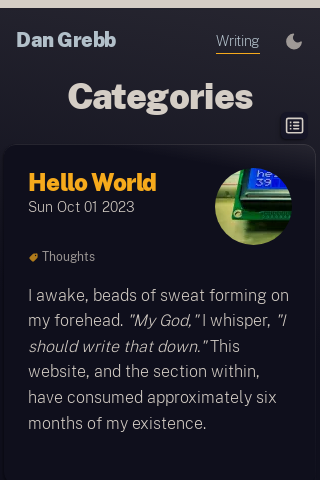 Dan Grebb
Writing
Categories
Hello World
Sun Oct 01 2023
he
39
Thoughts
I awake, beads of sweat forming on
my forehead. "My God," I whisper, "I
should write that down." This
website, and the section within,
have consumed approximately six
months of my existence.